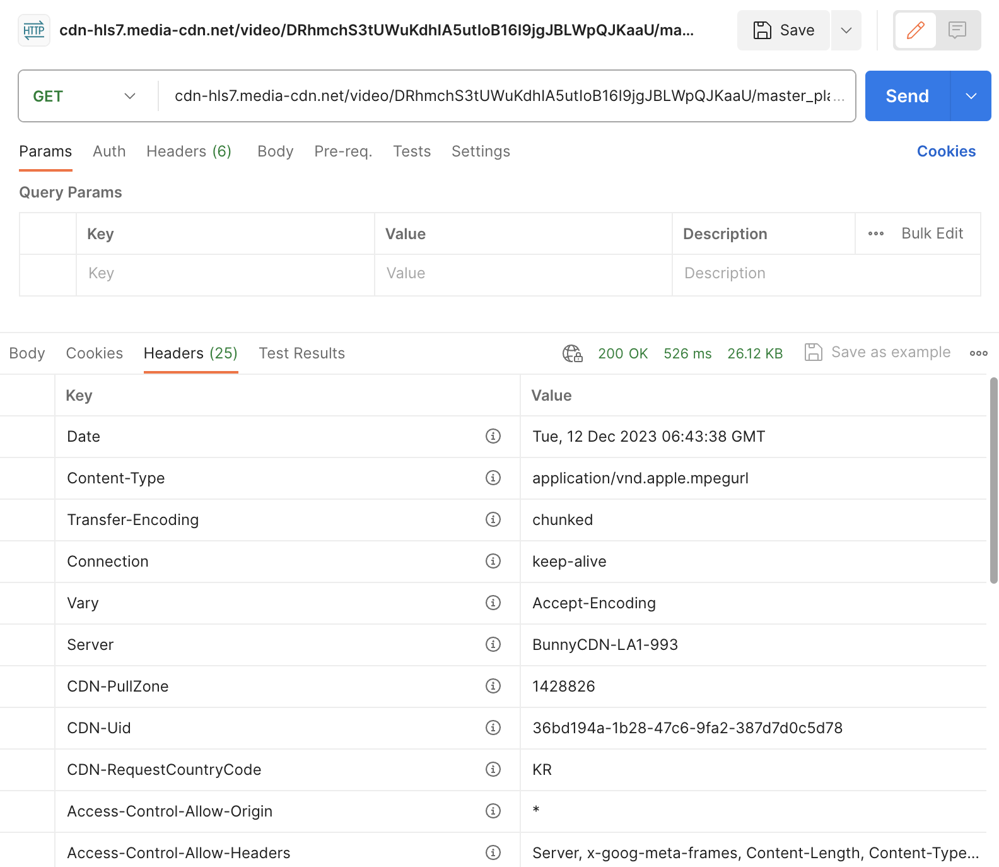 HTTP cdn-hls7.media-cdn.net/video/DRhmchS3tUWuKdhIA5utIoB16I9jgJBLWpQJKaaU/ma... Save
GET cdn-hls7.media-cdn.net/video/DRhmchS3tUWuKdhIA5utIoB16I9jgJBLWpQJKaaU/master_pla... Send
Params Auth Headers (6) Body Pre-req. Tests Settings Cookies
Query Params
Key Value Description ••• Bulk Edit
Key Value Description
Body Cookies Headers (25) Test Results 200 OK 526 ms 26.12 KB Save as example
Key Value
Date Tue, 12 Dec 2023 06:43:38 GMT
Content-Type application/vnd.apple.mpegurl
Transfer-Encoding chunked
Connection keep-alive
Vary Accept-Encoding
Server BunnyCDN-LA1-993
CDN-PullZone 1428826
CDN-Uid 36bd194a-1b28-47c6-9fa2-387d7d0c5d78
CDN-RequestCountryCode KR
Access-Control-Allow-Origin *
Access-Control-Allow-Headers Server, x-goog-meta-frames, Content-Length, Content-Type...